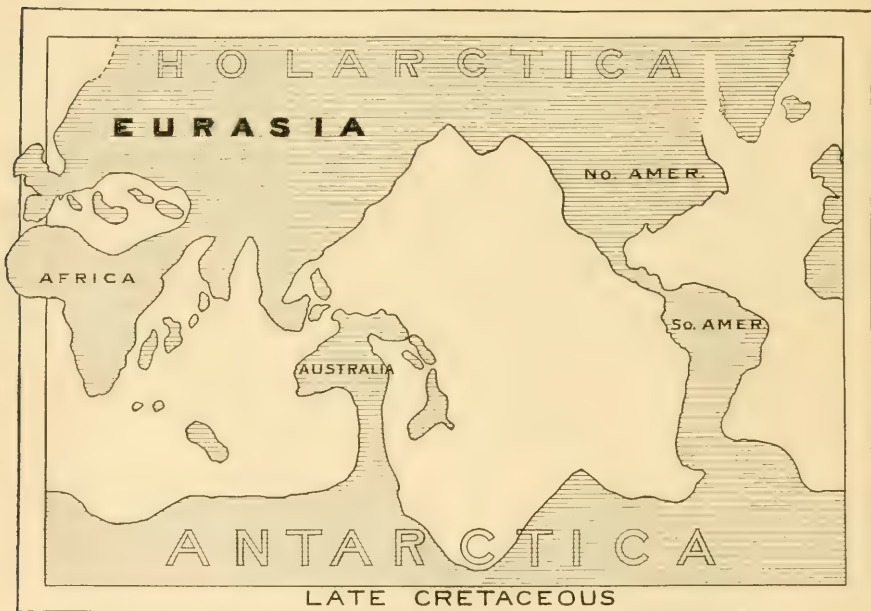 HOLARCTICA
EURASIA
No. AMER.
AFRICA
So. AMER.
AUSTRALIA
ANTARCTICA
LATE CRETACEOUS